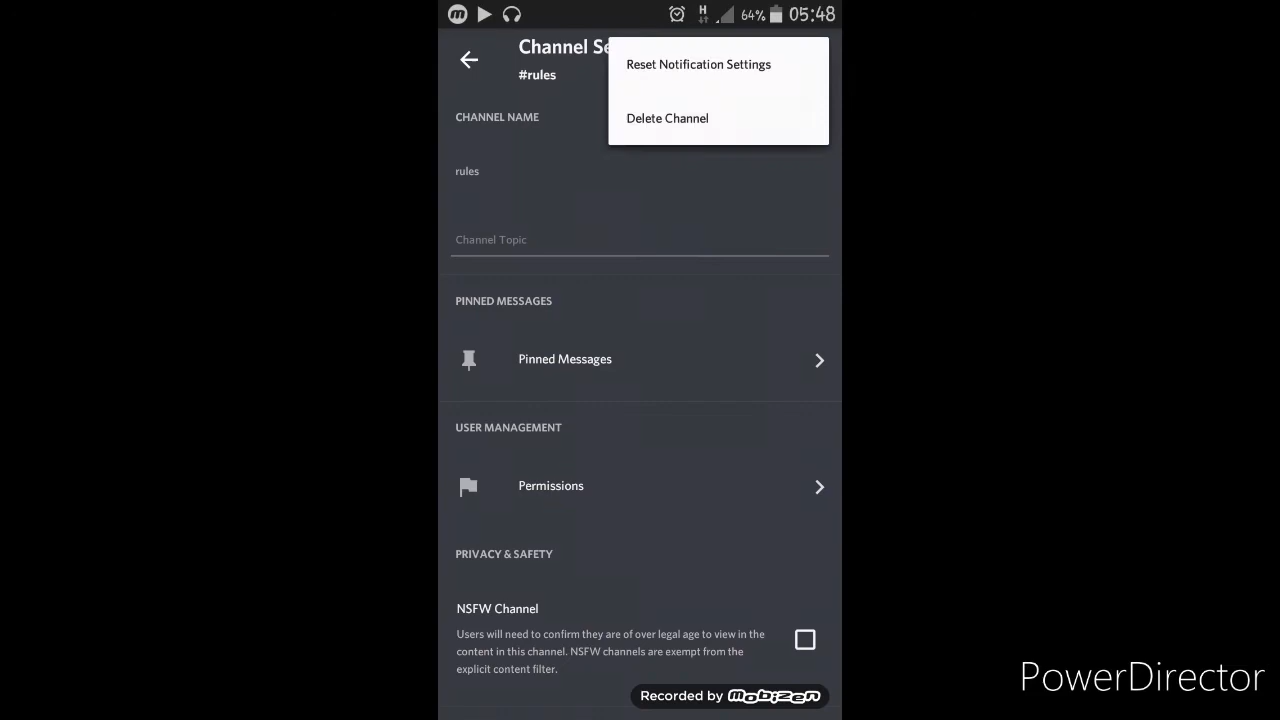 64% 05:48
Channel Se
#rules
Reset Notification Settings
Delete Channel
CHANNEL NAME
rules
Channel Topic
PINNED MESSAGES
Pinned Messages
USER MANAGEMENT
Permissions
PRIVACY & SAFETY
NSFW Channel
Users will need to confirm they are of over legal age to view in the
content in this channel. NSFW channels are exempt from the
explicit content filter.
Recorded by mobizen
PowerDirector